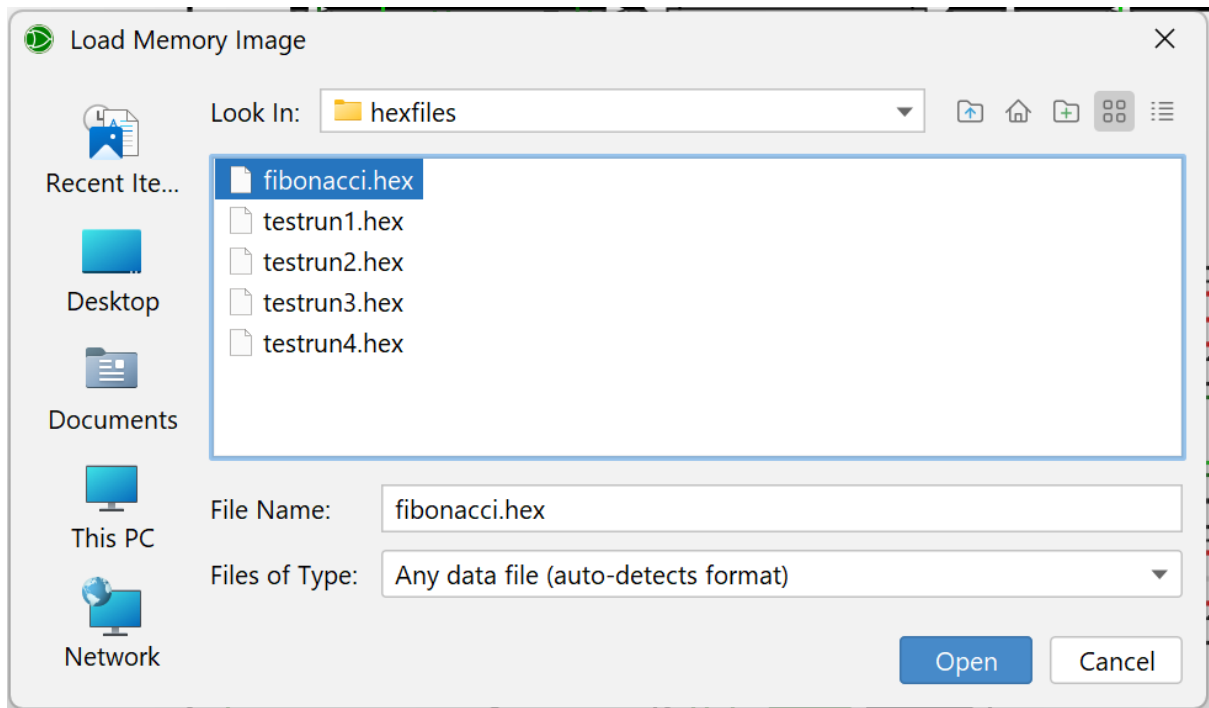 Load Memory Image
Look In: hexfiles
Recent Ite...
Desktop
Documents
This PC
Network
fibonacci.hex
testrun1.hex
testrun2.hex
testrun3.hex
testrun4.hex
File Name: fibonacci.hex
Files of Type: Any data file (auto-detects format)
Open Cancel